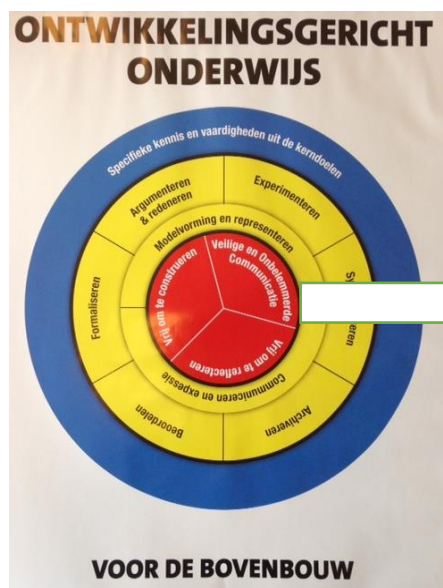 ONTWIKKELINGSGERICHT
ONDERWIJS
Specifieke kennis en vaardigheden uit de kerndoelen
Argumenteren
& redeneren
Experimenteren
Modelvorming en representeren
Veilige en Onbelemmerde
Communicatie
Vrij om te construeren
Vrij om te reflecteren
Formaliseren
Communiceren en expessie
Beoordelen
Archiveren
VOOR DE BOVENBOUW